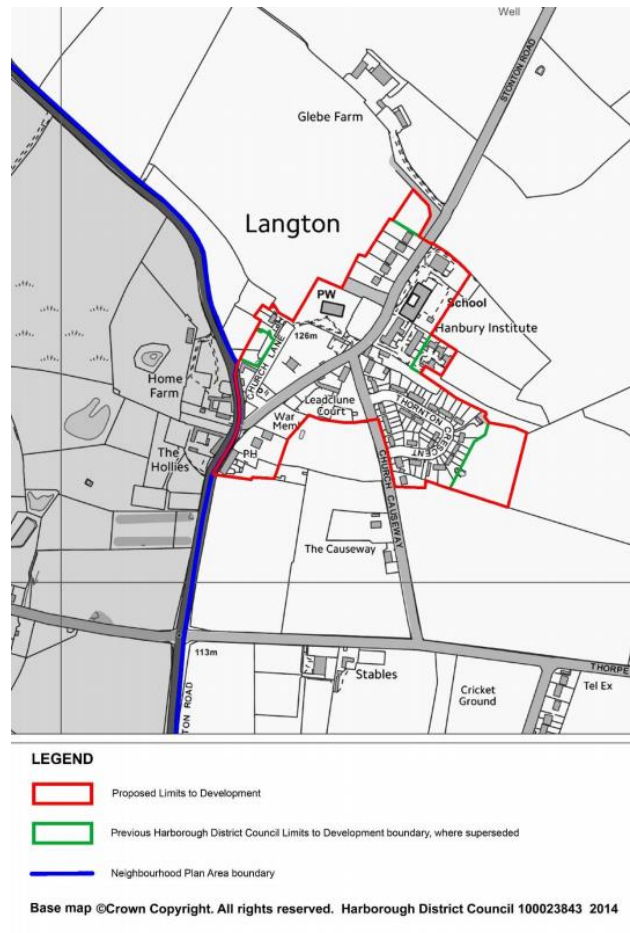 Well
STONTON ROAD
Glebe Farm
Langton
PW
School
Hanbury Institute
126m
CHURCH LANE
Home
Farm
Leadclune
Court
War
Mem
THORNTON CRESCENT
The
Hollies
PH
CHURCH CAUSEWAY
The Causeway
113m
TON ROAD
Stables
THORPE
Cricket
Ground
Tel Ex
LEGEND
Proposed Limits to Development
Previous Harborough District Council Limits to Development boundary, where superseded
Neighbourhood Plan Area boundary
Base map ©Crown Copyright. All rights reserved. Harborough District Council 100023843 2014